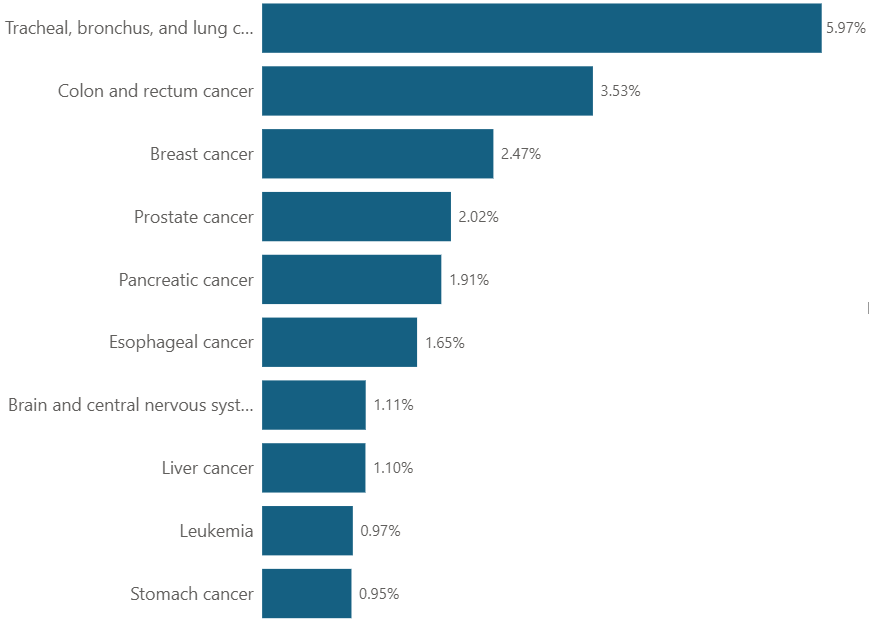 Tracheal, bronchus, and lung c... 5.97%
Colon and rectum cancer 3.53%
Breast cancer 2.47%
Prostate cancer 2.02%
Pancreatic cancer 1.91%
Esophageal cancer 1.65%
Brain and central nervous syst... 1.11%
Liver cancer 1.10%
Leukemia 0.97%
Stomach cancer 0.95%